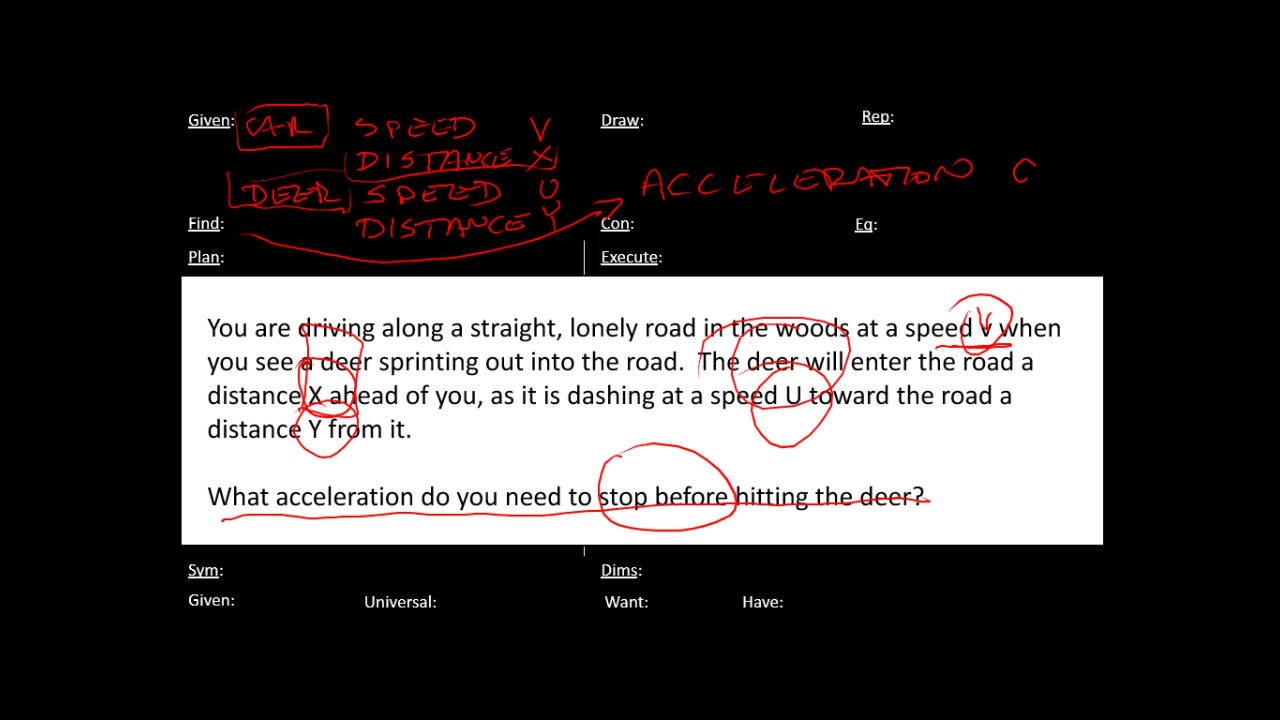 Given: CAR SPEED V Draw: Rep:
DISTANCE X
DEER SPEED U ACCELERATION
DISTANCE Y
Find: Con: Eq:
Plan: Execute:
You are driving along a straight, lonely road in the woods at a speed V when
you see a deer sprinting out into the road. The deer will enter the road a
distance X ahead of you, as it is dashing at a speed U toward the road a
distance Y from it.
What acceleration do you need to stop before hitting the deer?
Sym: Dims:
Given: Universal: Want: Have: